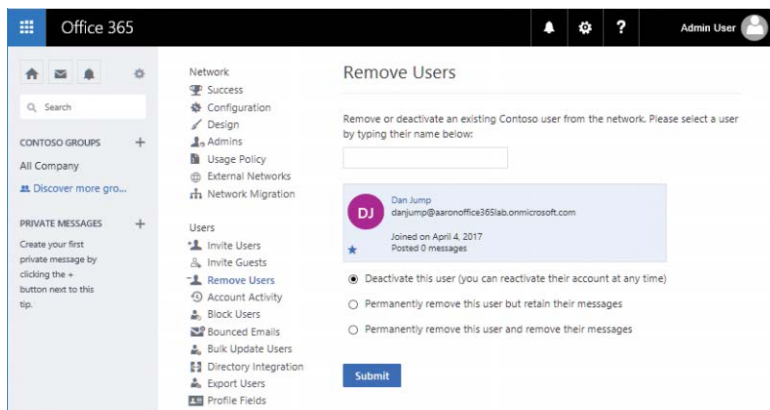 Office 365
Admin User
Search
CONTOSO GROUPS +
All Company
Discover more gro...
PRIVATE MESSAGES +
Create your first
private message by
clicking the +
button next to this
tip.
Network
Success
Configuration
Design
Admins
Usage Policy
External Networks
Network Migration
Users
Invite Users
Invite Guests
Remove Users
Account Activity
Block Users
Bounced Emails
Bulk Update Users
Directory Integration
Export Users
Profile Fields
Remove Users
Remove or deactivate an existing Contoso user from the network. Please select a user
by typing their name below:
DJ
Dan Jump
danjump@aaronoffice365lab.onmicrosoft.com
Joined on April 4, 2017
Posted 0 messages
Deactivate this user (you can reactivate their account at any time)
Permanently remove this user but retain their messages
Permanently remove this user and remove their messages
Submit